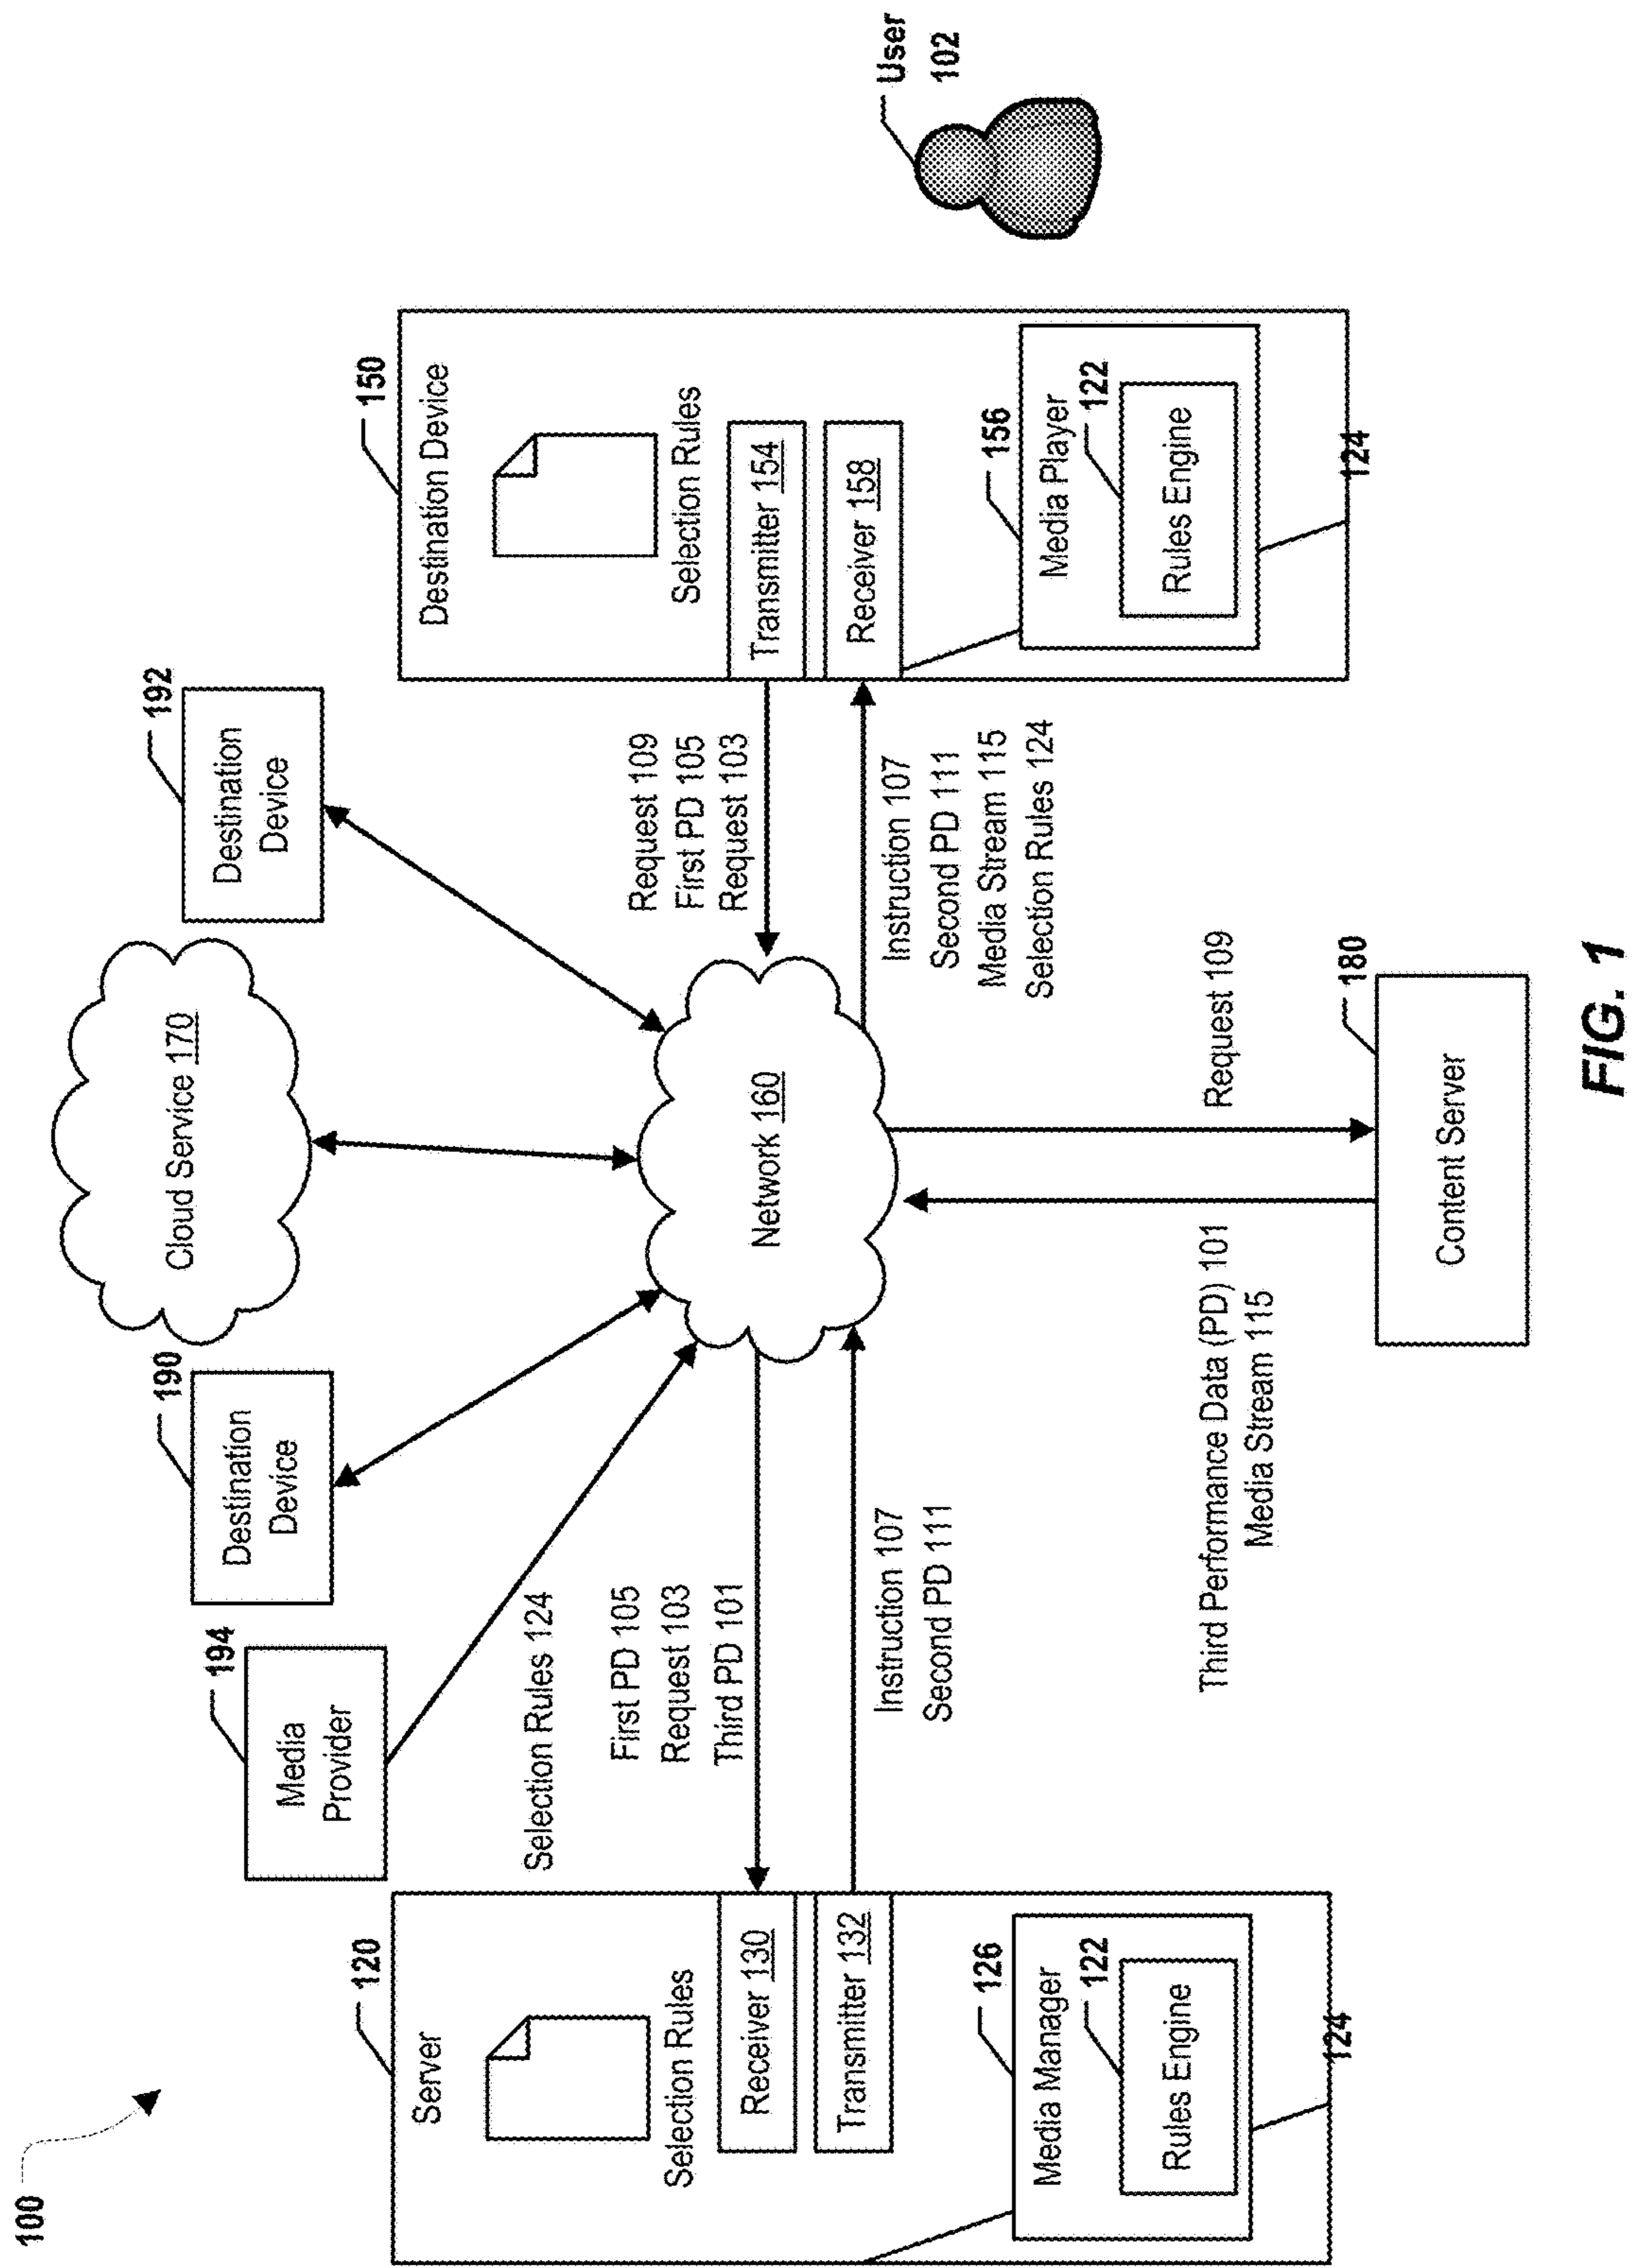 100
Cloud Service 170
194
Media
Provider
190
Destination
Device
192
Destination
Device
120
Server
Selection Rules
Receiver 130
Transmitter 132
126
Media Manager
122
Rules Engine
124
Selection Rules 124
First PD 105
Request 103
Third PD 101
Instruction 107
Second PD 111
Network 160
Request 109
First PD 105
Request 103
Instruction 107
Second PD 111
Media Stream 115
Selection Rules 124
150
Destination Device
Selection Rules
Transmitter 154
Receiver 158
156
Media Player
122
Rules Engine
124
User
102
Third Performance Data (PD) 101
Media Stream 115
Request 109
180
Content Server
FIG. 1